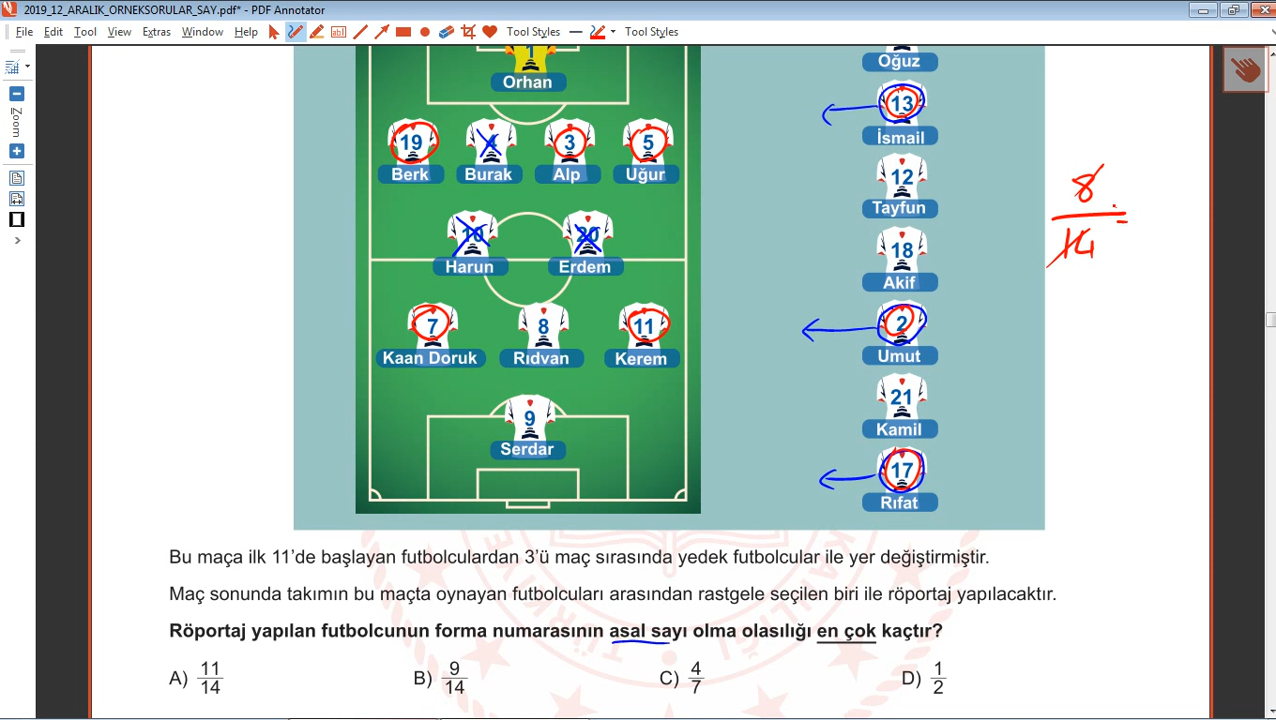 2019_12_ARALIK_ORNEKSORULAR_SAY.pdf* - PDF Annotator
File Edit Tool View Extras Window Help Tool Styles Tool Styles
Zoom
1
Orhan
19 4 3 5
Berk Burak Alp Uğur
10 20
Harun Erdem
7 8 11
Kaan Doruk Rıdvan Kerem
9
Serdar
Oğuz
13
İsmail
12
Tayfun
18
Akif
2
Umut
21
Kamil
17
Rıfat
8
14
=
Bu maça ilk 11’de başlayan futbolculardan 3’ü maç sırasında yedek futbolcular ile yer değiştirmiştir.
Maç sonunda takımın bu maçta oynayan futbolcuları arasından rastgele seçilen biri ile röportaj yapılacaktır.
Röportaj yapılan futbolcunun forma numarasının asal sayı olma olasılığı en çok kaçtır?
A) 11/14 B) 9/14 C) 4/7 D) 1/2